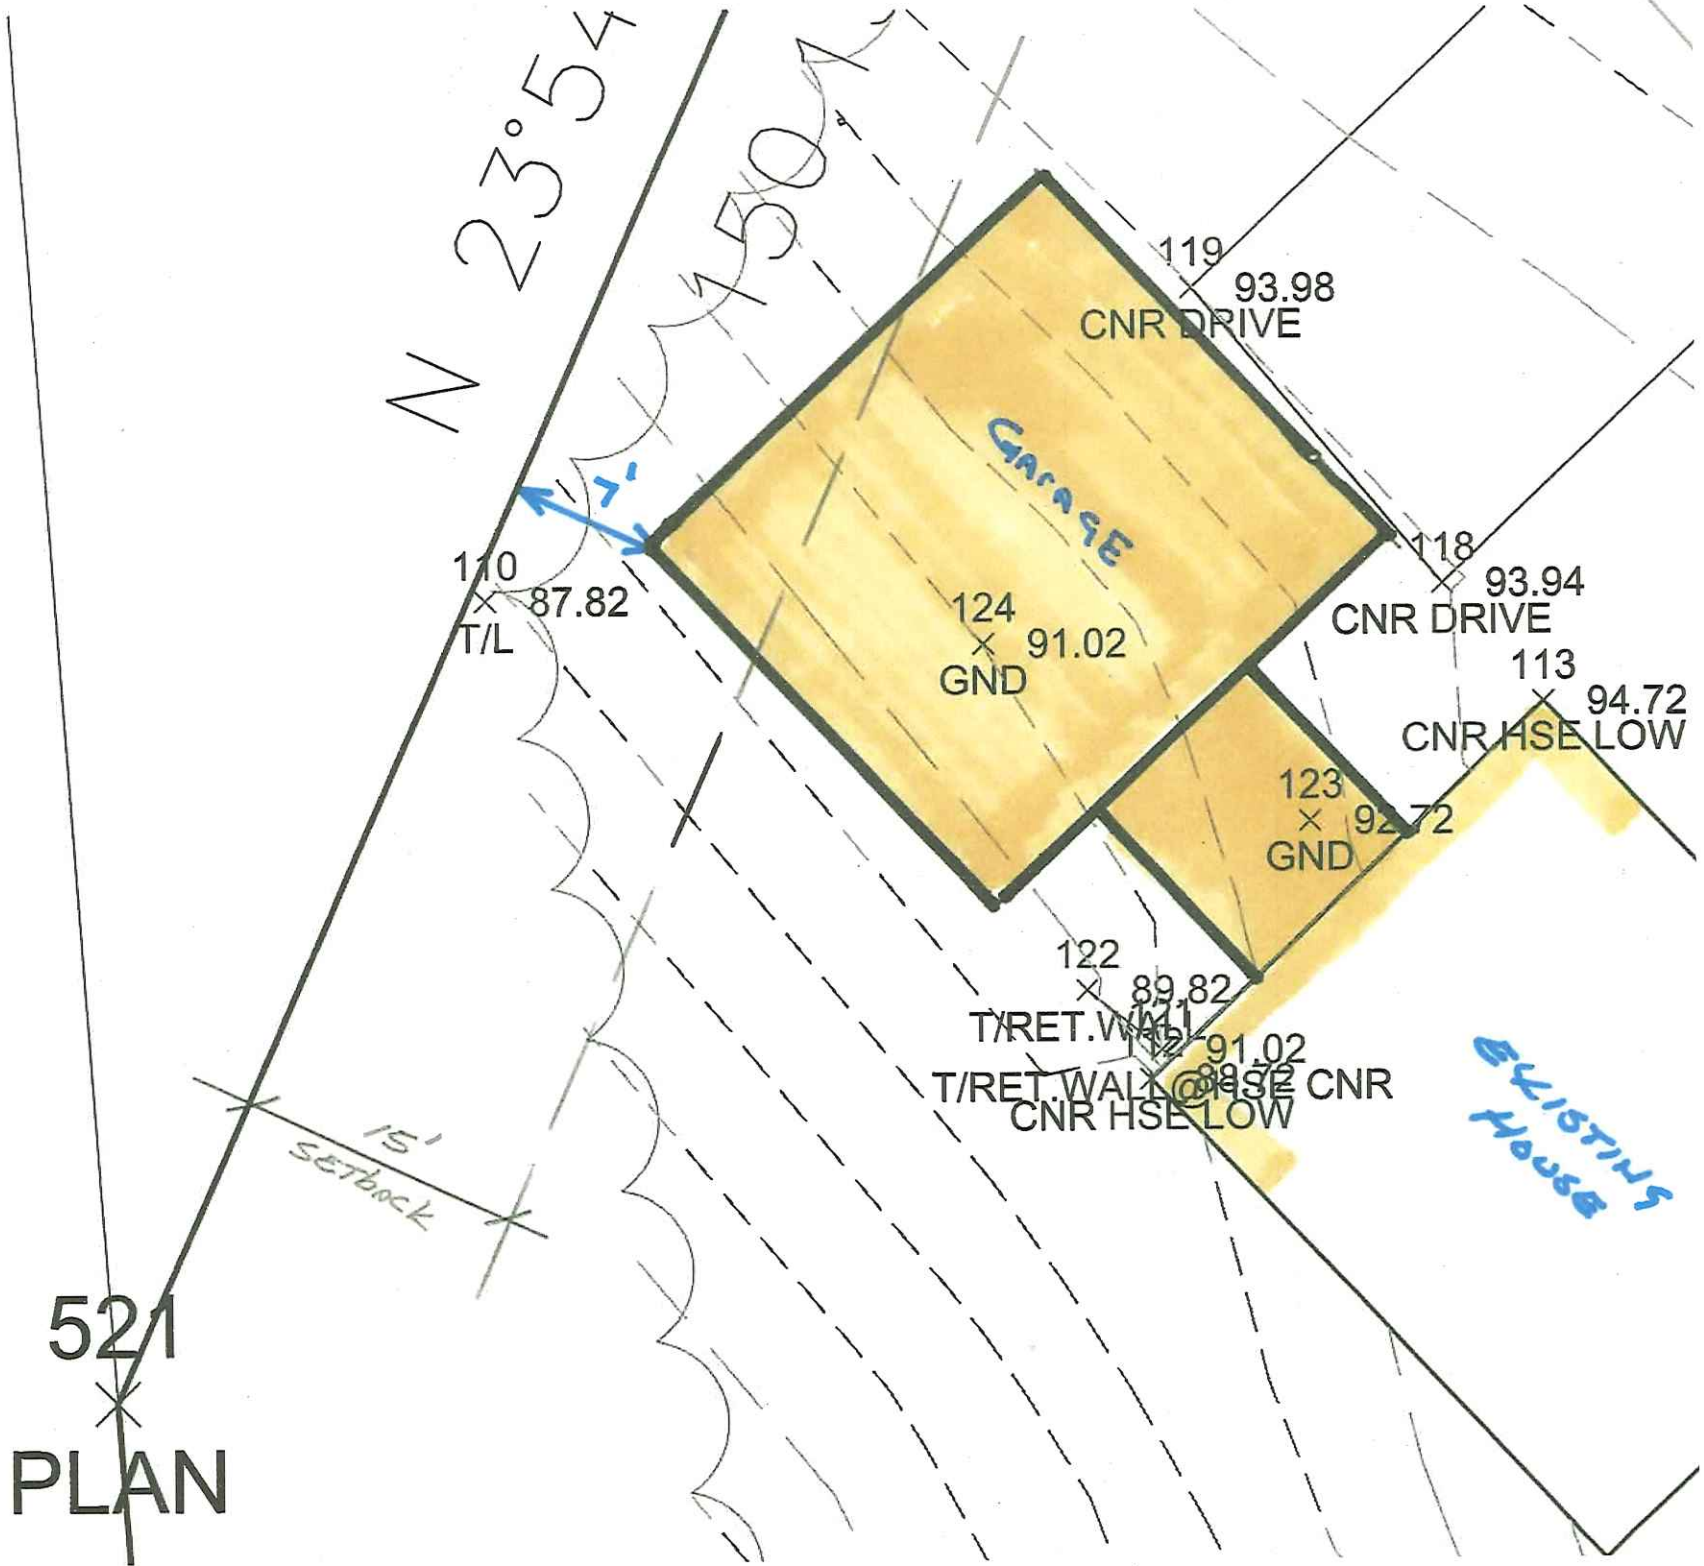 N 23°54
150.
119
93.98
CNR DRIVE
7'
GArAgE
118
93.94
CNR DRIVE
110
87.82
T/L
124
91.02
GND
113
94.72
CNR HSE LOW
123
92.72
GND
122
89.82
T/RET.WALL
121
112
91.02
T/RET.WALL@HSE CNR
CNR HSE LOW
EXISTING
HOUSE
15'
SETbACK
521
PLAN